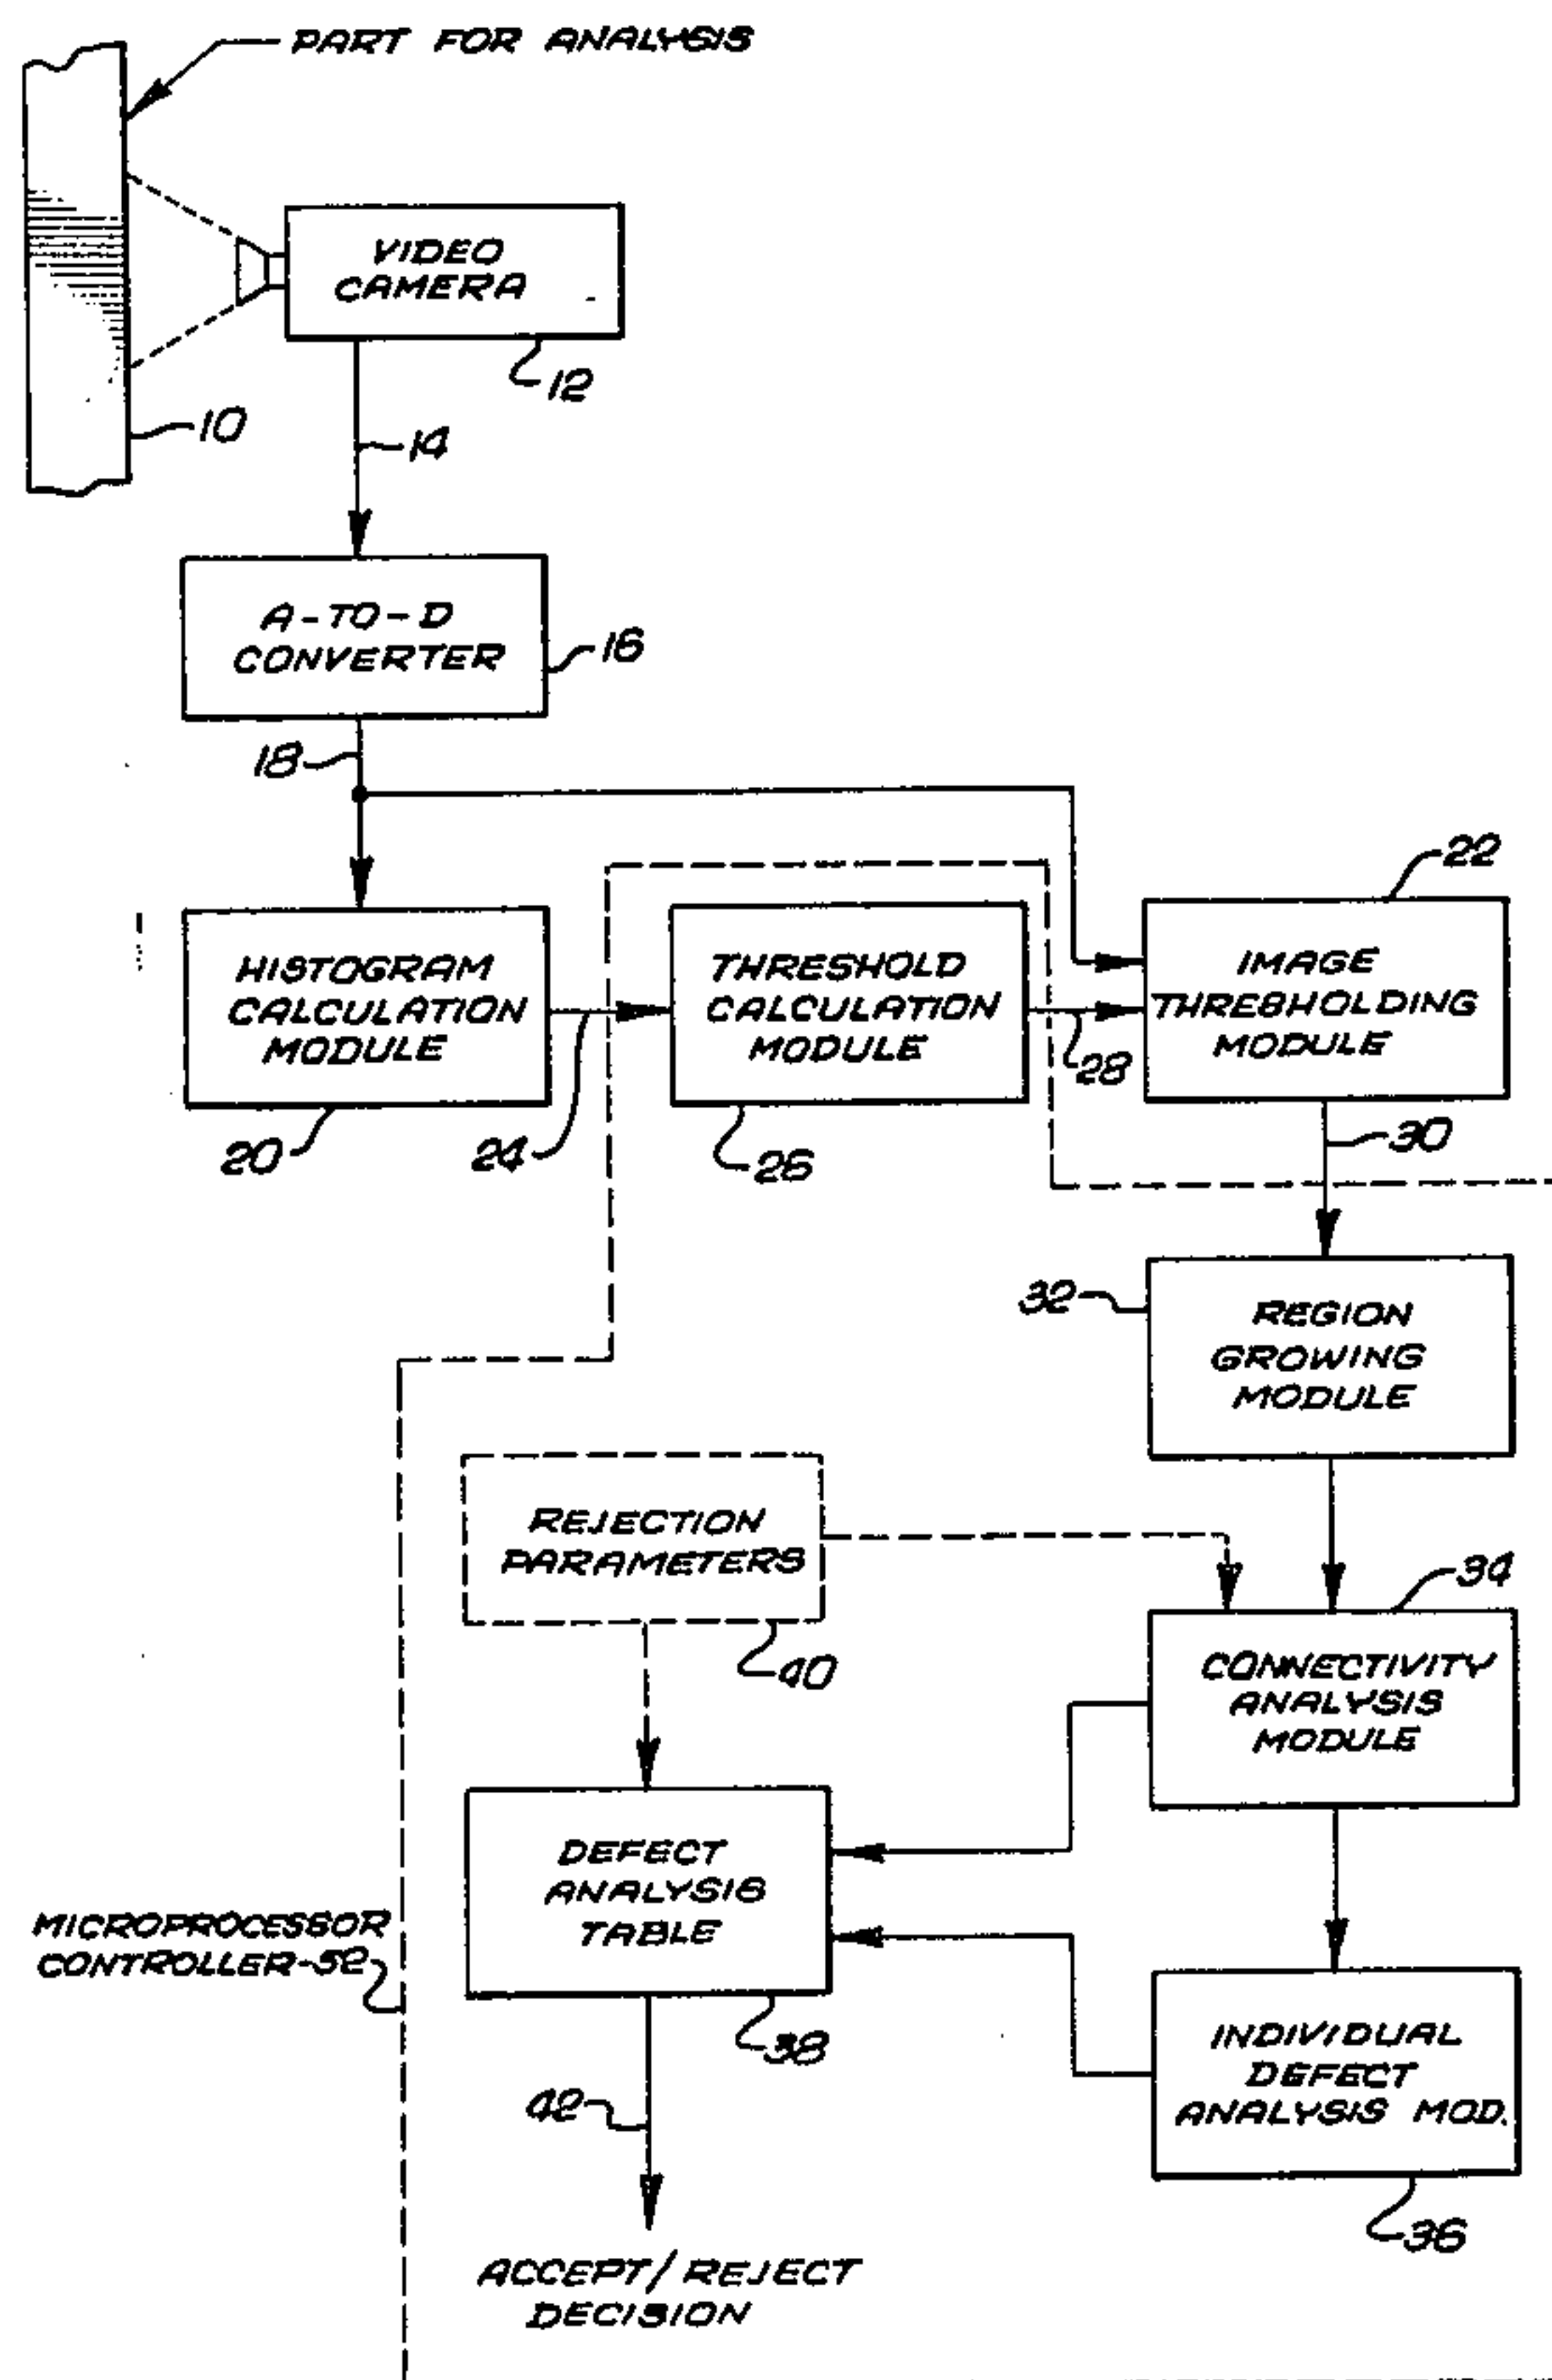 PART FOR ANALYSIS
VIDEO
CAMERA
12
10
14
A-TO-D
CONVERTER
16
18
22
HISTOGRAM
CALCULATION
MODULE
THRESHOLD
CALCULATION
MODULE
IMAGE
THRESHOLDING
MODULE
28
20
24
26
30
32
REGION
GROWING
MODULE
REJECTION
PARAMETERS
34
40
CONNECTIVITY
ANALYSIS
MODULE
DEFECT
ANALYSIS
TABLE
MICROPROCESSOR
CONTROLLER-52
38
INDIVIDUAL
DEFECT
ANALYSIS MOD.
42
36
ACCEPT/REJECT
DECISION